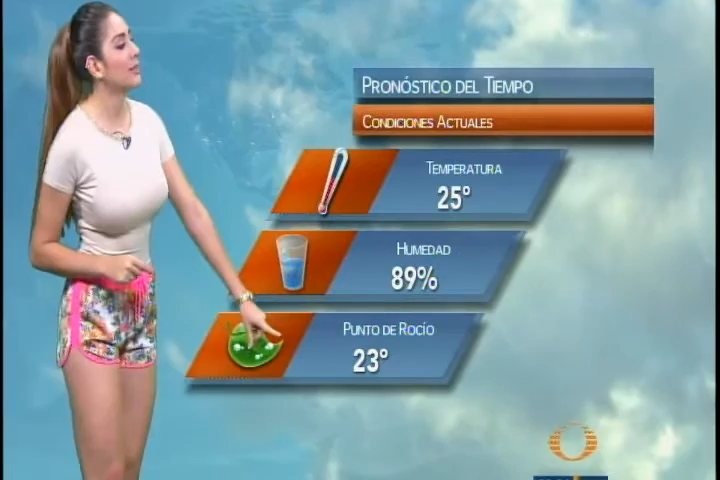 PRONÓSTICO DEL TIEMPO
CONDICIONES ACTUALES
TEMPERATURA
25°
HUMEDAD
89%
PUNTO DE ROCÍO
23°